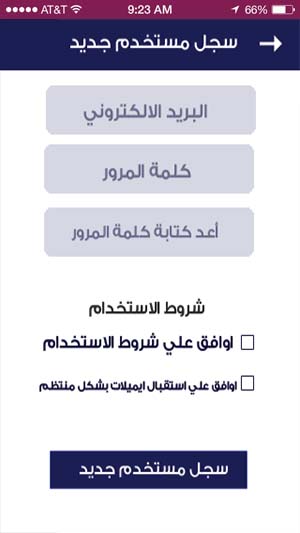 AT&T 9:23 AM 66%
سجل مستخدم جديد
البريد الالكتروني
كلمة المرور
أعد كتابة كلمة المرور
شروط الاستخدام
اوافق علي شروط الاستخدام
اوافق علي استقبال ايميلات بشكل منتظم
سجل مستخدم جديد